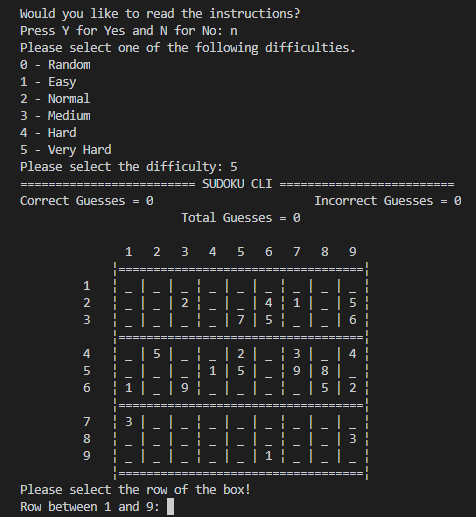 Would you like to read the instructions?
Press Y for Yes and N for No: n
Please select one of the following difficulties.
0 - Random
1 - Easy
2 - Normal
3 - Medium
4 - Hard
5 - Very Hard
Please select the difficulty: 5
========================= SUDOKU CLI =========================
Correct Guesses = 0                       Incorrect Guesses = 0
                       Total Guesses = 0
               1   2   3   4   5   6   7   8   9
             ¦===================================¦
         1   ¦ _ | _ | _ ¦ _ | _ | _ ¦ _ | _ | _ ¦
         2   ¦ _ | _ | 2 ¦ _ | _ | 4 ¦ 1 | _ | 5 ¦
         3   ¦ _ | _ | _ ¦ _ | 7 | 5 ¦ _ | _ | 6 ¦
             ¦===================================¦
         4   ¦ _ | 5 | _ ¦ _ | 2 | _ ¦ 3 | _ | 4 ¦
         5   ¦ _ | _ | _ ¦ 1 | 5 | _ ¦ 9 | 8 | _ ¦
         6   ¦ 1 | _ | 9 ¦ _ | _ | _ ¦ _ | 5 | 2 ¦
             ¦===================================¦
         7   ¦ 3 | _ | _ ¦ _ | _ | _ ¦ _ | _ | _ ¦
         8   ¦ _ | _ | _ ¦ _ | _ | _ ¦ _ | _ | 3 ¦
         9   ¦ _ | _ | _ ¦ _ | _ | 1 ¦ _ | _ | _ ¦
             ¦===================================¦
Please select the row of the box!
Row between 1 and 9: